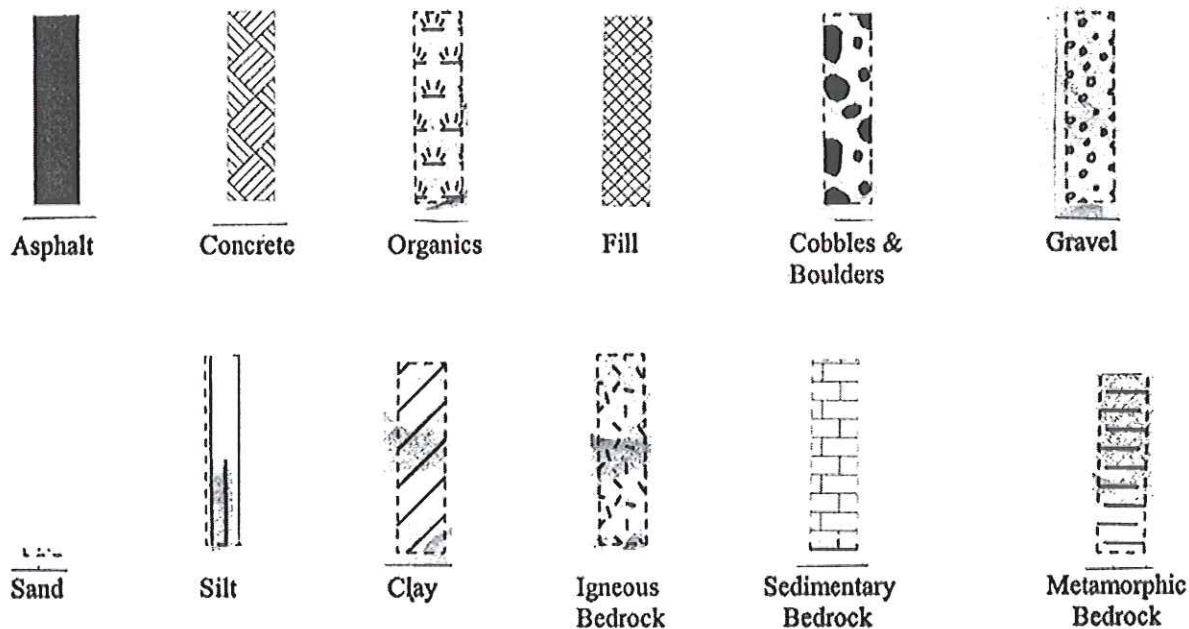 Asphalt
Concrete
Organics
Fill
Cobbles &
Boulders
Gravel
Sand
Silt
Clay
Igneous
Bedrock
Sedimentary
Bedrock
Metamorphic
Bedrock